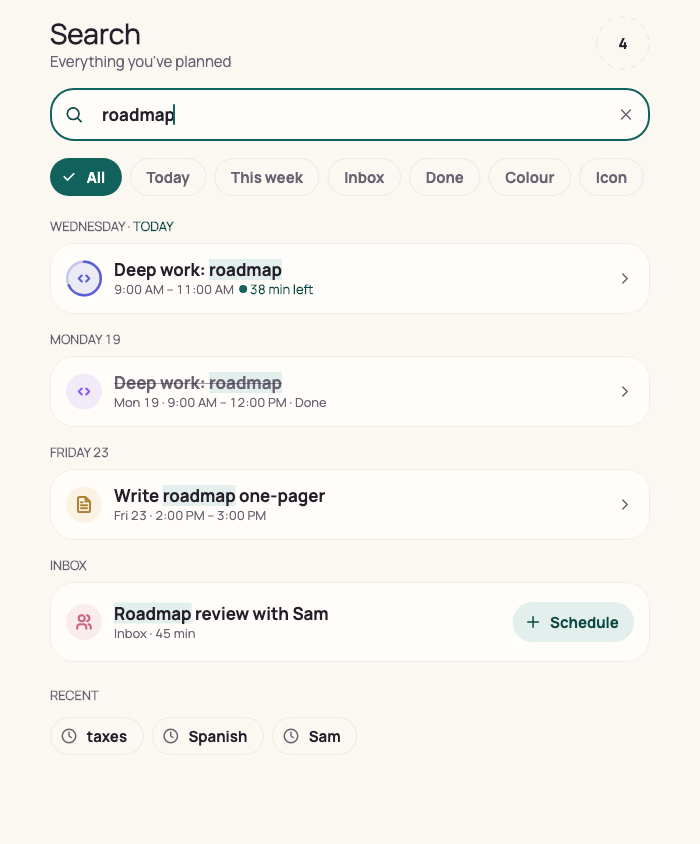 Search
Everything you've planned
4
roadmap
All
Today
This week
Inbox
Done
Colour
Icon
WEDNESDAY · TODAY
Deep work: roadmap
9:00 AM – 11:00 AM ● 38 min left
MONDAY 19
Deep work: roadmap
Mon 19 · 9:00 AM – 12:00 PM · Done
FRIDAY 23
Write roadmap one-pager
Fri 23 · 2:00 PM – 3:00 PM
INBOX
Roadmap review with Sam
Inbox · 45 min
Schedule
RECENT
taxes
Spanish
Sam